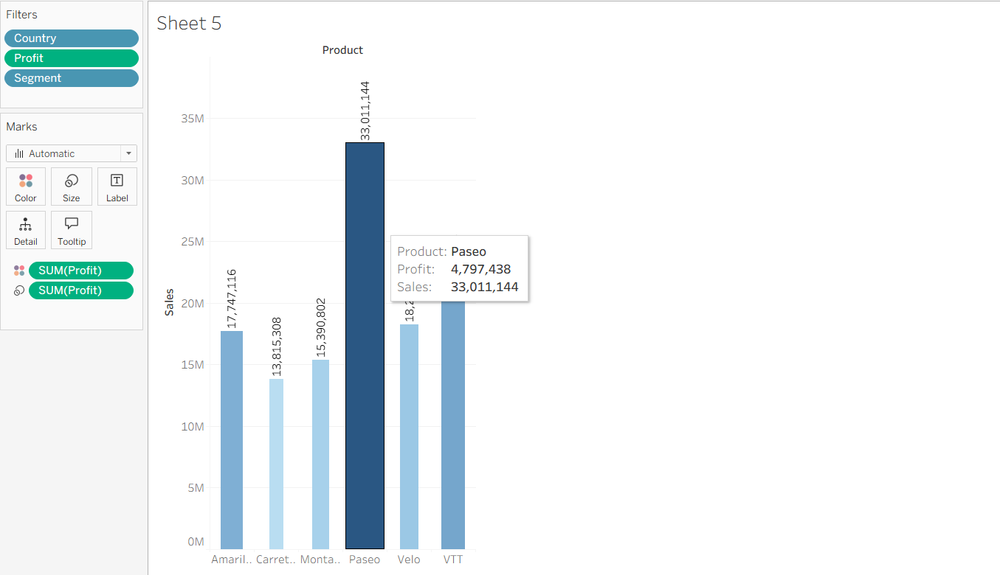 Filters
Country
Profit
Segment
Marks
Automatic
Color
Size
Label
Detail
Tooltip
SUM(Profit)
SUM(Profit)
Sheet 5
Product
Sales
35M
30M
25M
20M
15M
10M
5M
0M
17,747,116
13,815,308
15,390,802
33,011,144
Product: Paseo
Profit: 4,797,438
Sales: 33,011,144
Amaril..
Carret..
Monta..
Paseo
Velo
VTT